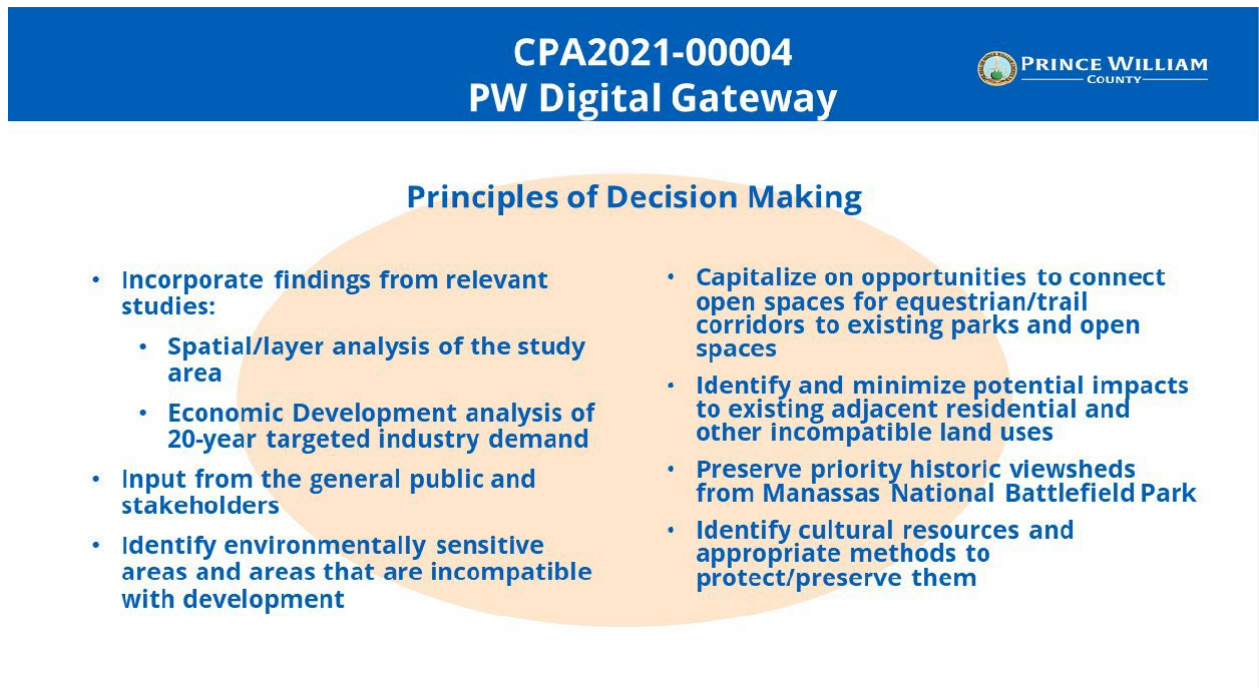 CPA2021-00004
PW Digital Gateway
PRINCE WILLIAM
COUNTY
Principles of Decision Making
• Incorporate findings from relevant
studies:
• Spatial/layer analysis of the study
area
• Economic Development analysis of
20-year targeted industry demand
• Input from the general public and
stakeholders
• Identify environmentally sensitive
areas and areas that are incompatible
with development
• Capitalize on opportunities to connect
open spaces for equestrian/trail
corridors to existing parks and open
spaces
• Identify and minimize potential impacts
to existing adjacent residential and
other incompatible land uses
• Preserve priority historic viewsheds
from Manassas National Battlefield Park
• Identify cultural resources and
appropriate methods to
protect/preserve them